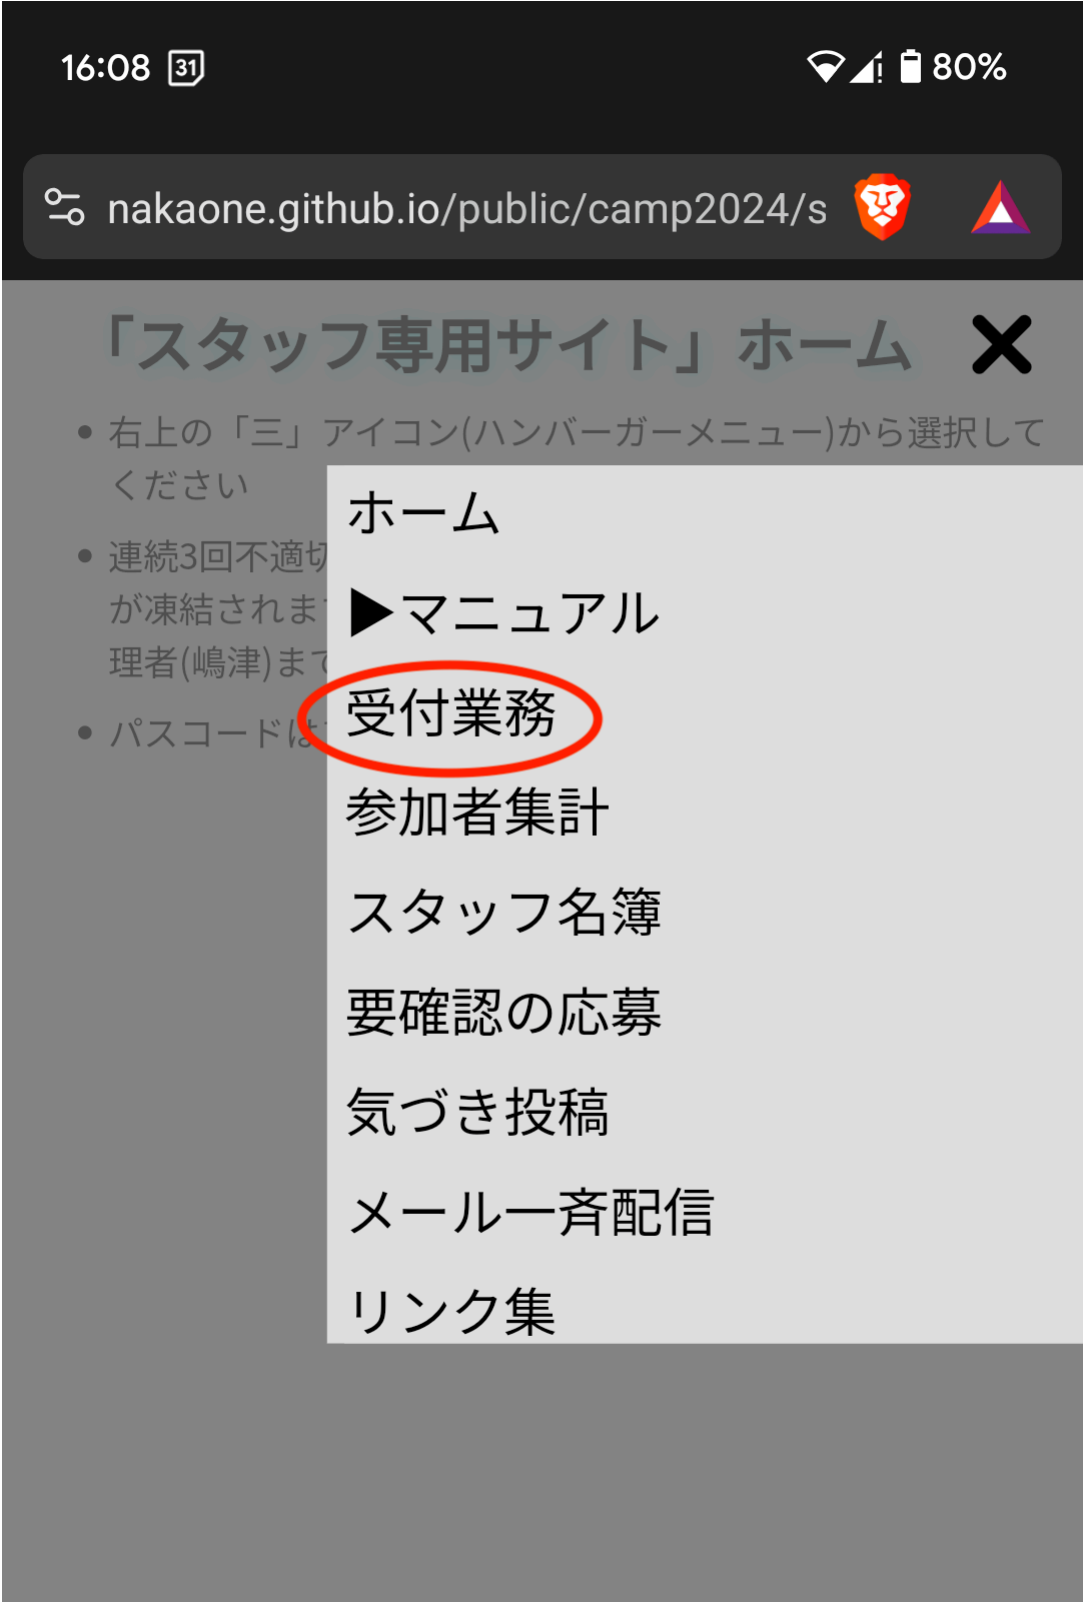 16:08 31 80%
nakaone.github.io/public/camp2024/s
「スタッフ専用サイト」ホーム
• 右上の「三」アイコン(ハンバーガーメニュー)から選択して
ください
• 連続3回不適切
が凍結されま
理者(嶋津)まで
• パスコードは
ホーム
▶マニュアル
受付業務
参加者集計
スタッフ名簿
要確認の応募
気づき投稿
メール一斉配信
リンク集